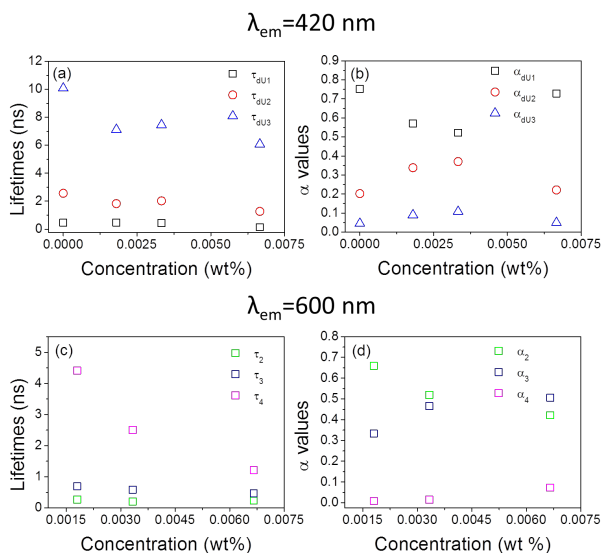 λem=420 nm
(a)
τdU1
τdU2
τdU3
12
10
8
6
4
2
0
Lifetimes (ns)
0.0000 0.0025 0.0050 0.0075
Concentration (wt%)
(b)
αdU1
αdU2
αdU3
0.9
0.8
0.7
0.6
0.5
0.4
0.3
0.2
0.1
0.0
α values
0.0000 0.0025 0.0050 0.0075
Concentration (wt%)
λem=600 nm
(c)
τ2
τ3
τ4
5
4
3
2
1
0
Lifetimes (ns)
0.0015 0.0030 0.0045 0.0060 0.0075
Concentration (wt%)
(d)
α2
α3
α4
0.8
0.7
0.6
0.5
0.4
0.3
0.2
0.1
0.0
α values
0.0015 0.0030 0.0045 0.0060 0.0075
Concentration (wt %)